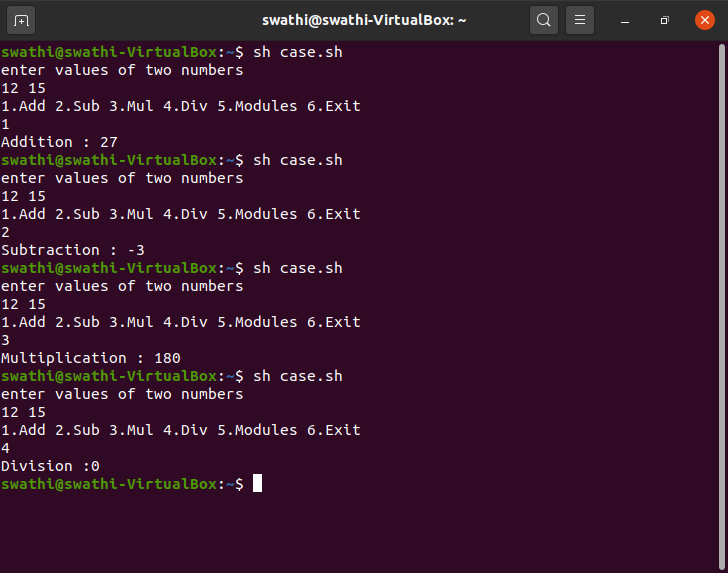 swathi@swathi-VirtualBox: ~
swathi@swathi-VirtualBox:~$ sh case.sh
enter values of two numbers
12 15
1.Add 2.Sub 3.Mul 4.Div 5.Modules 6.Exit
1
Addition : 27
swathi@swathi-VirtualBox:~$ sh case.sh
enter values of two numbers
12 15
1.Add 2.Sub 3.Mul 4.Div 5.Modules 6.Exit
2
Subtraction : -3
swathi@swathi-VirtualBox:~$ sh case.sh
enter values of two numbers
12 15
1.Add 2.Sub 3.Mul 4.Div 5.Modules 6.Exit
3
Multiplication : 180
swathi@swathi-VirtualBox:~$ sh case.sh
enter values of two numbers
12 15
1.Add 2.Sub 3.Mul 4.Div 5.Modules 6.Exit
4
Division :0
swathi@swathi-VirtualBox:~$